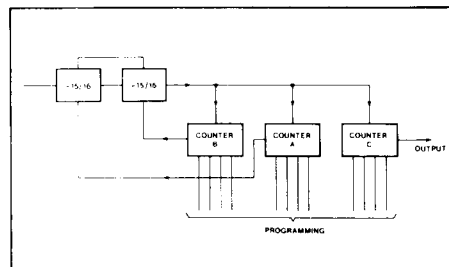 ÷15/16
÷15/16
COUNTER
B
COUNTER
A
COUNTER
C
OUTPUT
PROGRAMMING